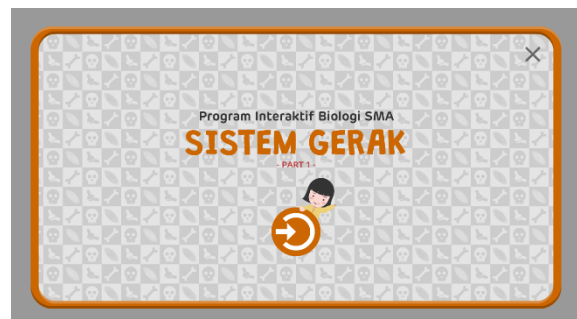 Program Interaktif Biologi SMA
SISTEM GERAK
- PART 1 -